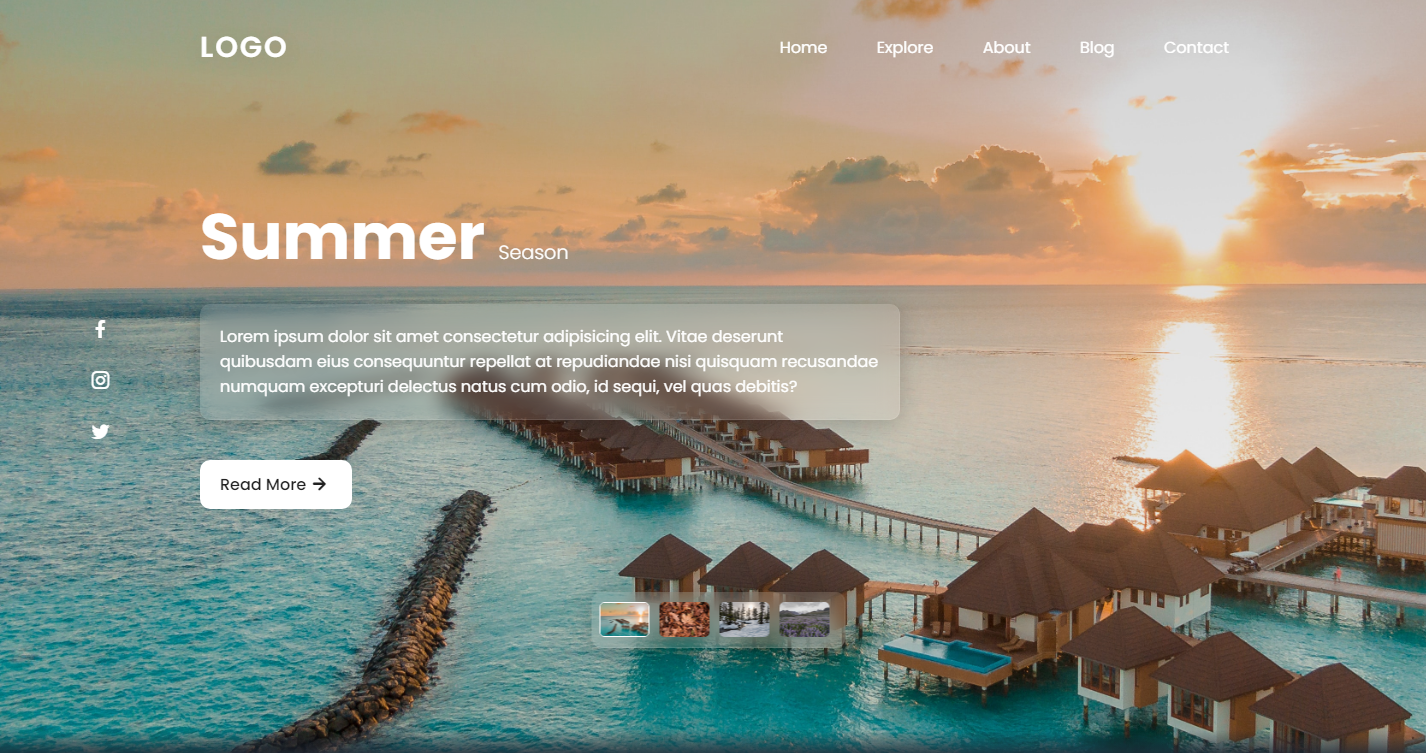 LOGO
Home Explore About Blog Contact
Summer Season
Lorem ipsum dolor sit amet consectetur adipisicing elit. Vitae deserunt
quibusdam eius consequuntur repellat at repudiandae nisi quisquam recusandae
numquam excepturi delectus natus cum odio, id sequi, vel quas debitis?
Read More